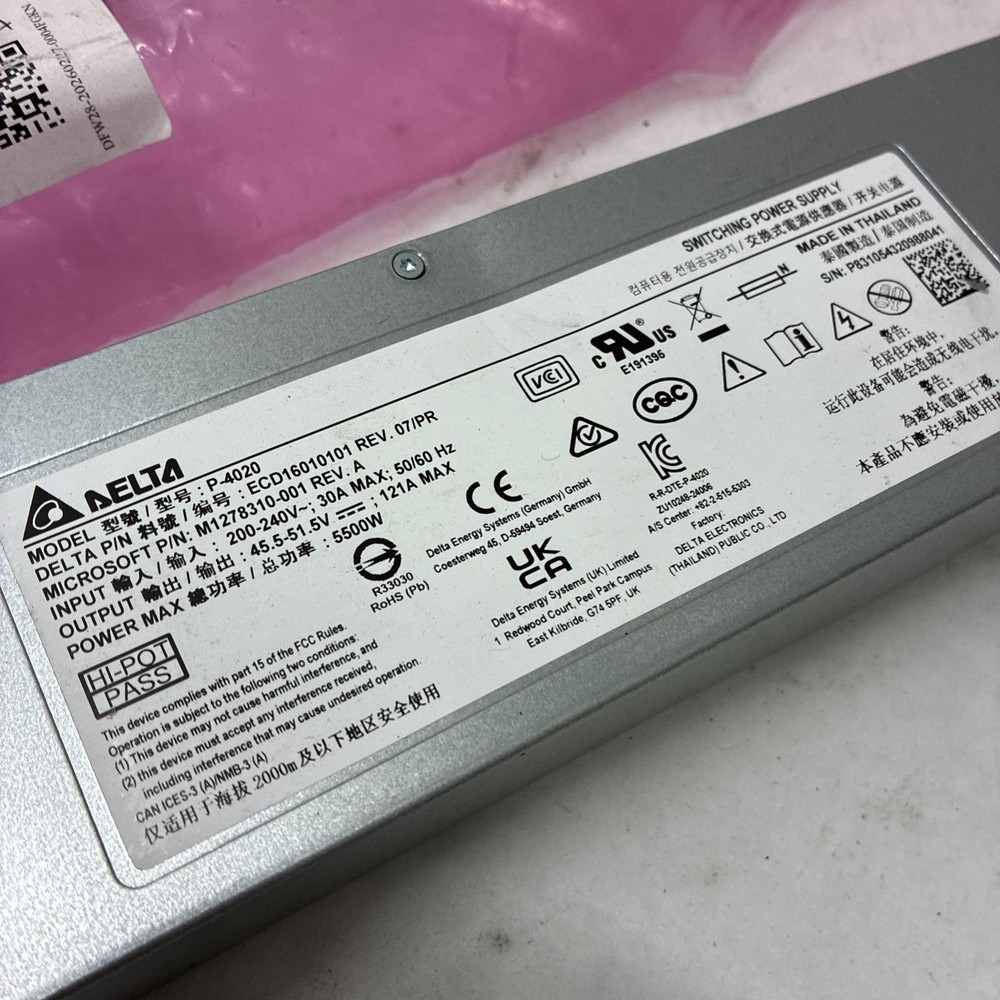 DFW28-20260227-0004FGKN
SWITCHING POWER SUPPLY
컴퓨터용 전원공급장치 / 交換式電源供應器 / 开关电源
MADE IN THAILAND
泰國製造 / 泰国制造
S/N: P831054320988041
DELTA
MODEL 型號 / 型号 : P-4020
DELTA P/N 料號 / 编号 : ECD16010101 REV. 07/PR
MICROSOFT P/N: M1278310-001 REV. A
INPUT 輸入 / 输入 : 200-240V~; 30A MAX; 50/60 Hz
OUTPUT 輸出 / 输出 : 45.5-51.5V ; 121A MAX
POWER MAX 總功率 / 总功率 : 5500W
HI-POT
PASS
R33030
RoHS (Pb)
CE
Delta Energy Systems (Germany) GmbH
Coesterweg 45, D-59494 Soest, Germany
UK
CA
Delta Energy Systems (UK) Limited
1 Redwood Court, Peel Park Campus
East Kilbride, G74 5PF , UK
VCI
C RU ® US
E191395
CQC
N
R-R-DTE-P-4020
ZU10248-24006
A/S Center: +82-2-515-5303
Factory:
DELTA ELECTRONICS
(THAILAND) PUBLIC CO., LTD
警告:
在居住环境中,
运行此设备可能会造成无线电干扰。
警告:
為避免電磁干擾,
本產品不應安裝或使用於
This device complies with part 15 of the FCC Rules.
Operation is subject to the following two conditions:
(1) This device may not cause harmful interference, and
(2) this device must accept any interference received,
including interference that may cause undesired operation.
CAN ICES-3 (A)/NMB-3 (A)
仅适用于海拔 2000m 及以下地区安全使用